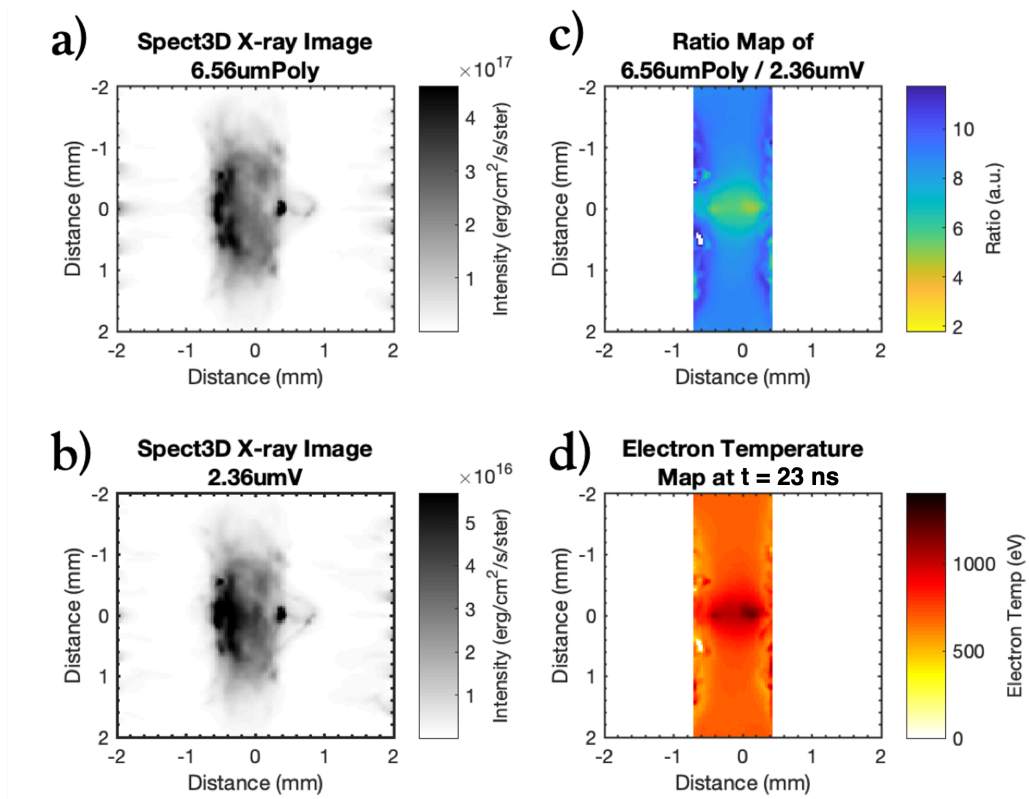 a)
Spect3D X-ray Image
6.56umPoly
×10^17
-2
-1
0
1
2
Distance (mm)
-2 -1 0 1 2
Distance (mm)
4
3
2
1
Intensity (erg/cm^2/s/ster)
c)
Ratio Map of
6.56umPoly / 2.36umV
-2
-1
0
1
2
Distance (mm)
-2 -1 0 1 2
Distance (mm)
10
8
6
4
2
Ratio (a.u.)
b)
Spect3D X-ray Image
2.36umV
×10^16
-2
-1
0
1
2
Distance (mm)
-2 -1 0 1 2
Distance (mm)
5
4
3
2
1
Intensity (erg/cm^2/s/ster)
d)
Electron Temperature
Map at t = 23 ns
-2
-1
0
1
2
Distance (mm)
-2 -1 0 1 2
Distance (mm)
1000
500
0
Electron Temp (eV)